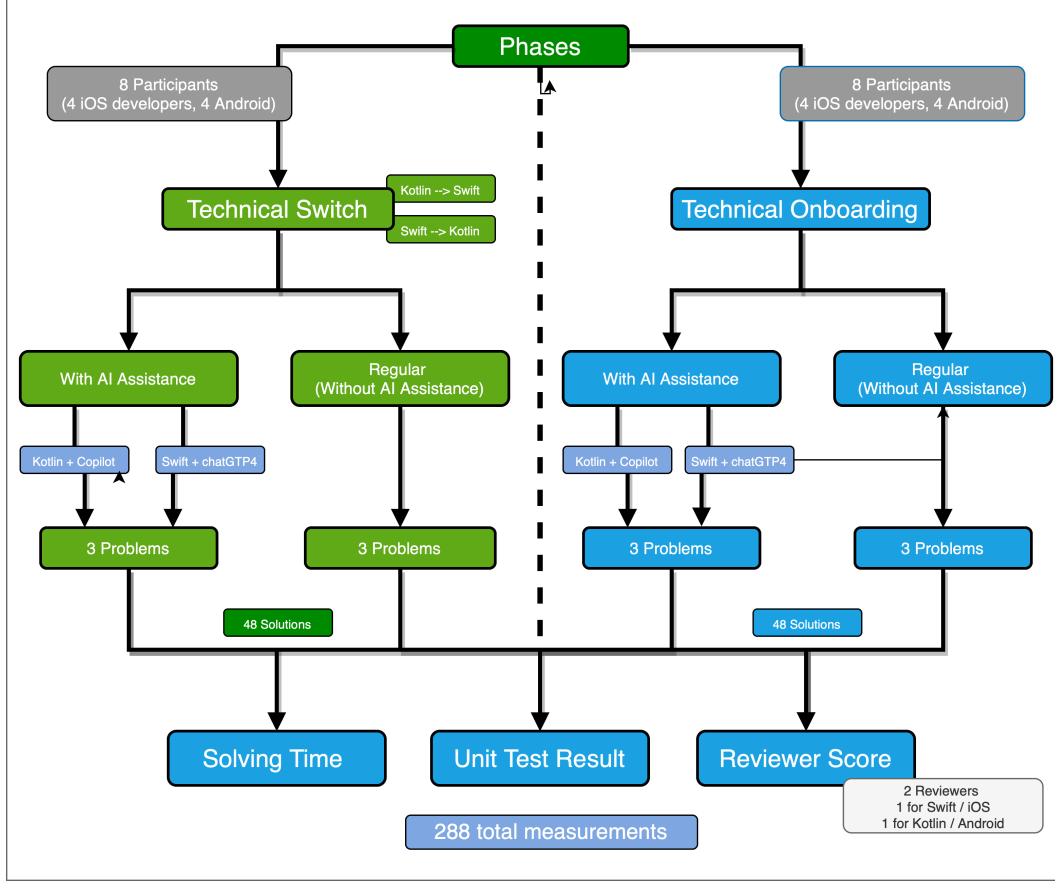 Phases
8 Participants
(4 iOS developers, 4 Android)
8 Participants
(4 iOS developers, 4 Android)
Kotlin --> Swift
Technical Switch
Swift --> Kotlin
Technical Onboarding
With AI Assistance
Regular
(Without AI Assistance)
With AI Assistance
Regular
(Without AI Assistance)
Kotlin + Copilot
Swift + chatGTP4
Kotlin + Copilot
Swift + chatGTP4
3 Problems
3 Problems
3 Problems
3 Problems
48 Solutions
48 Solutions
Solving Time
Unit Test Result
Reviewer Score
2 Reviewers
1 for Swift / iOS
1 for Kotlin / Android
288 total measurements